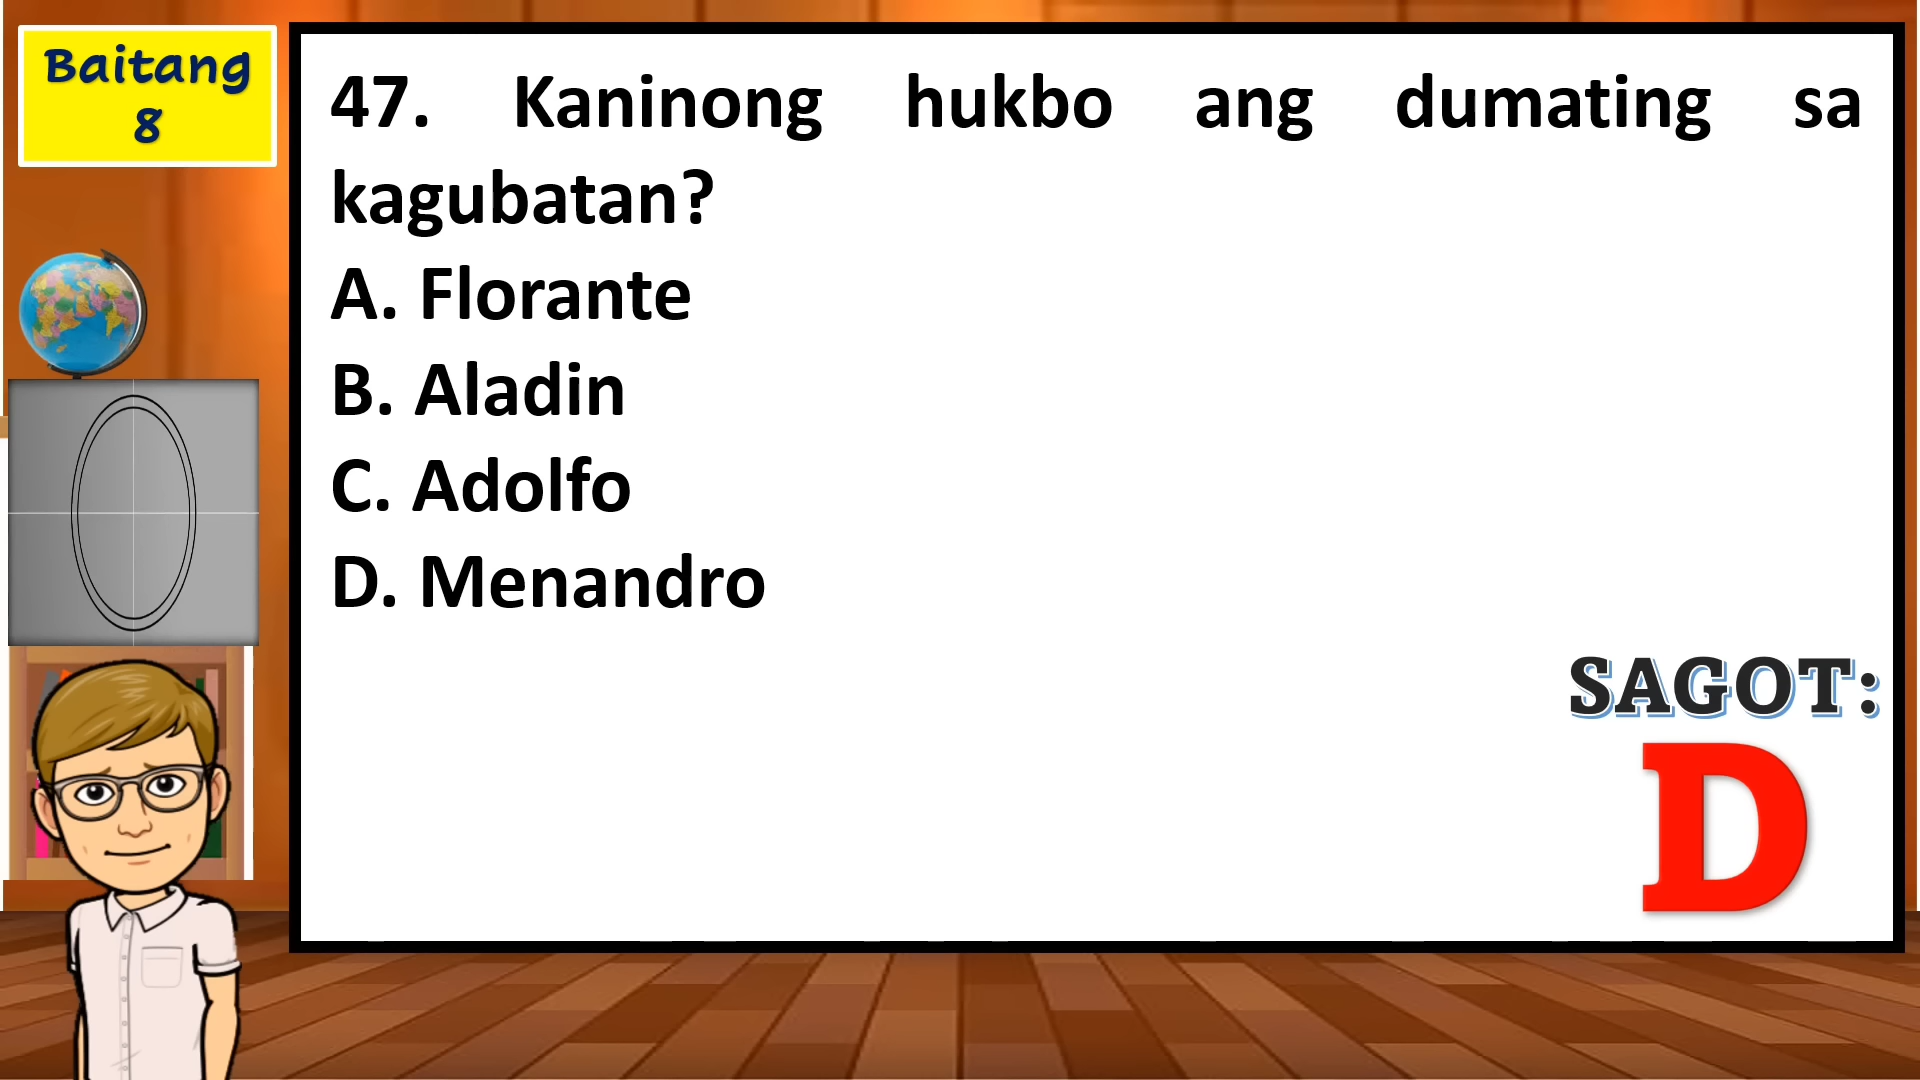 Baitang
8
47. Kaninong hukbo ang dumating sa
kagubatan?
A. Florante
B. Aladin
C. Adolfo
D. Menandro
SAGOT:
D